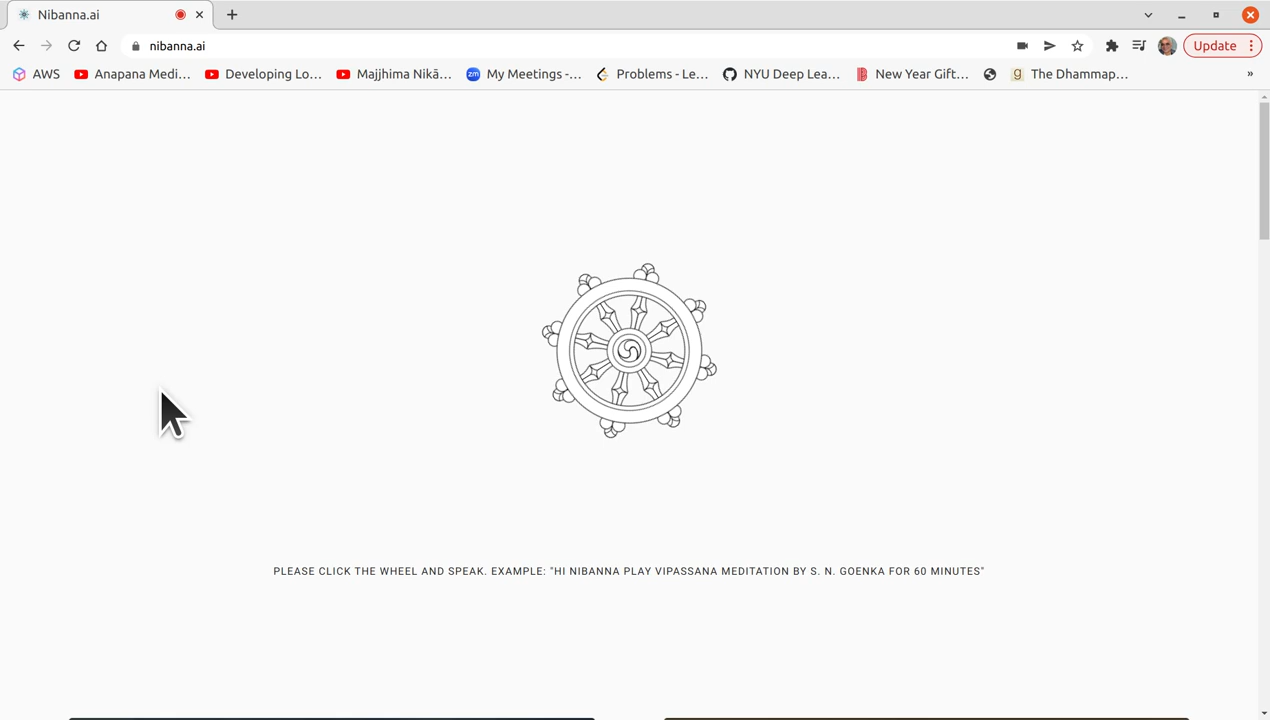 Nibanna.ai
nibanna.ai
Update
AWS
Anapana Medi...
Developing Lo...
Majjhima Nikā...
zm My Meetings -...
Problems - Le...
NYU Deep Lea...
New Year Gift...
g The Dhammap...
»
PLEASE CLICK THE WHEEL AND SPEAK. EXAMPLE: "HI NIBANNA PLAY VIPASSANA MEDITATION BY S. N. GOENKA FOR 60 MINUTES"